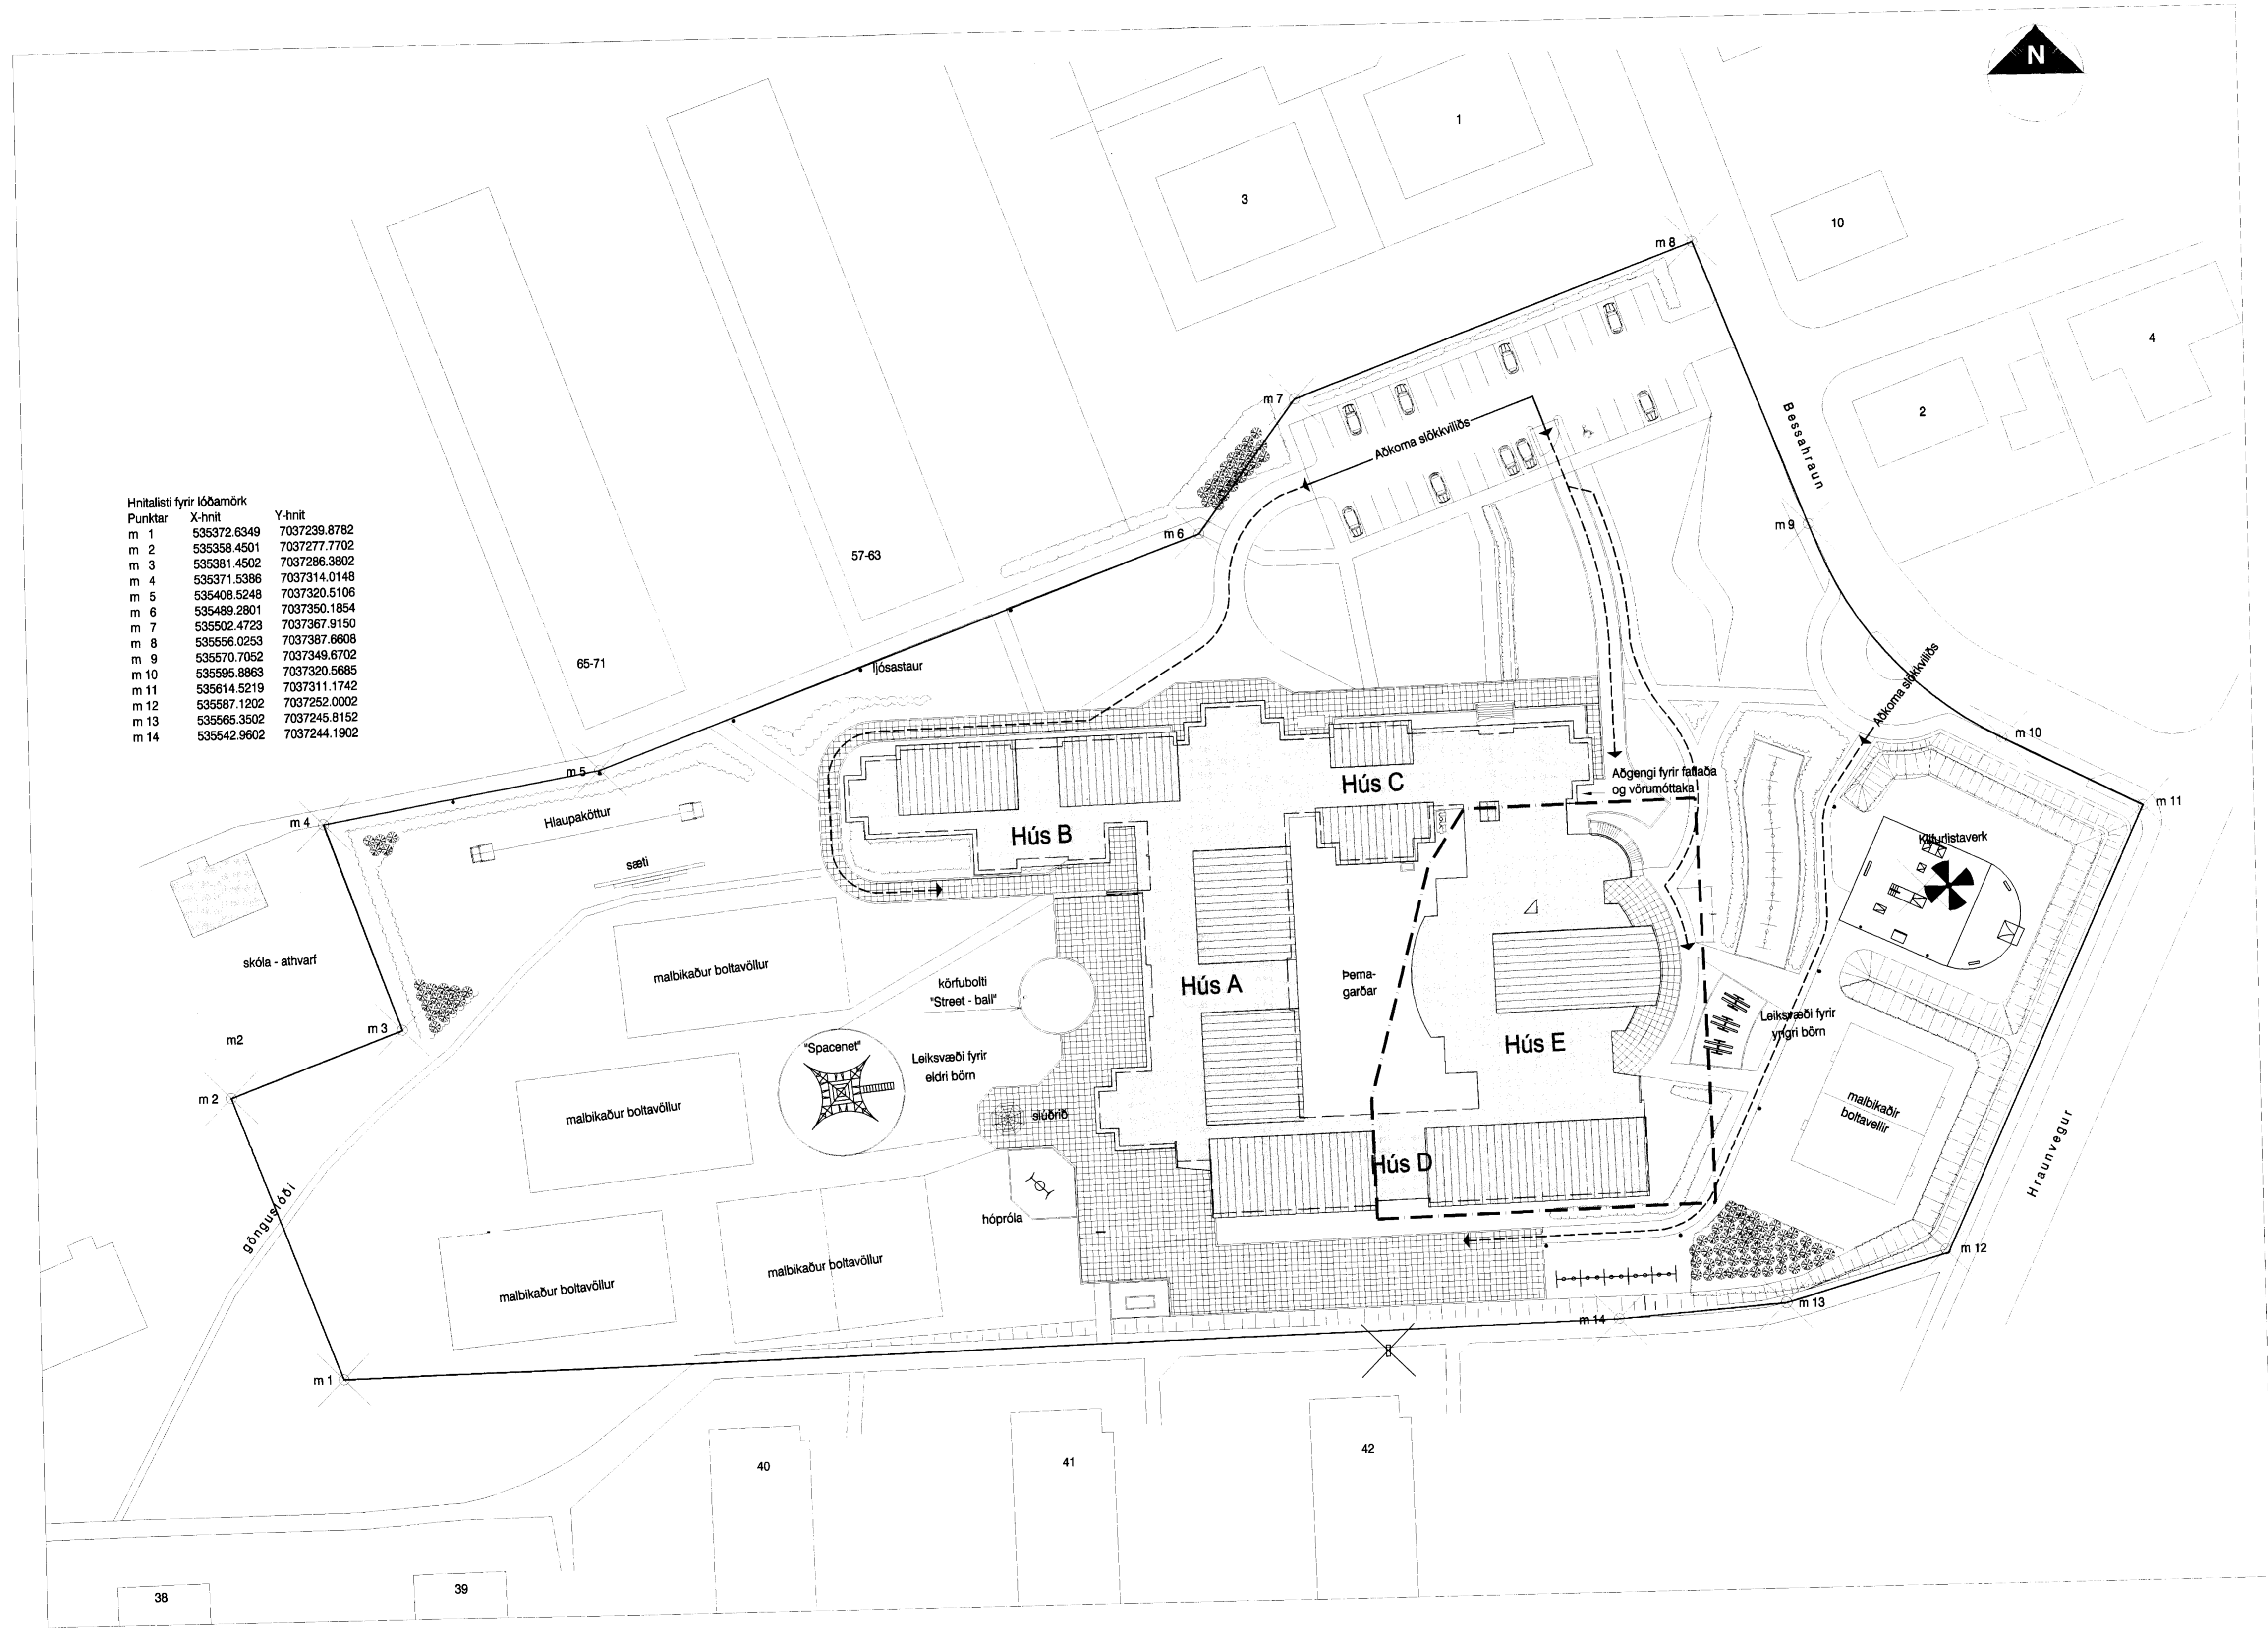 N
1
3
10
m 8
4
2
m 7
Bessahraun
Aðkoma slökkviliðs
Hnitalisti fyrir lóðamörk
Punktar X-hnit Y-hnit
m 1 535372.6349 7037239.8782
m 2 535358.4501 7037277.7702
m 3 535381.4502 7037286.3802
m 4 535371.5386 7037314.0148
m 5 535408.5248 7037320.5106
m 6 535489.2801 7037350.1854
m 7 535502.4723 7037367.9150
m 8 535556.0253 7037387.6608
m 9 535570.7052 7037349.6702
m 10 535595.8863 7037320.5685
m 11 535614.5219 7037311.1742
m 12 535587.1202 7037252.0002
m 13 535565.3502 7037245.8152
m 14 535542.9602 7037244.1902
m 9
m 6
57-63
65-71
ljósastaur
Aðkoma slökkviliðs
m 10
m 5
Hús C
Aðgengi fyrir fatlaða
og vörumóttaka
m 11
m 4
Hlaupaköttur
Hús B
Klifurlistaverk
sæti
skóla - athvarf
malbikaður boltavöllur
körfubolti
"Street - ball"
Hús A
Þema-
garðar
Leiksvæði fyrir
yngri börn
m 3
m2
"Spacenet"
Leiksvæði fyrir
eldri börn
Hús E
m 2
malbikaður boltavöllur
slúðrið
malbikaðir
boltavellir
Hraunvegur
Hús D
gönguslóði
hópróla
malbikaður boltavöllur
malbikaður boltavöllur
m 12
m 13
m 14
m 1
40
41
42
38
39